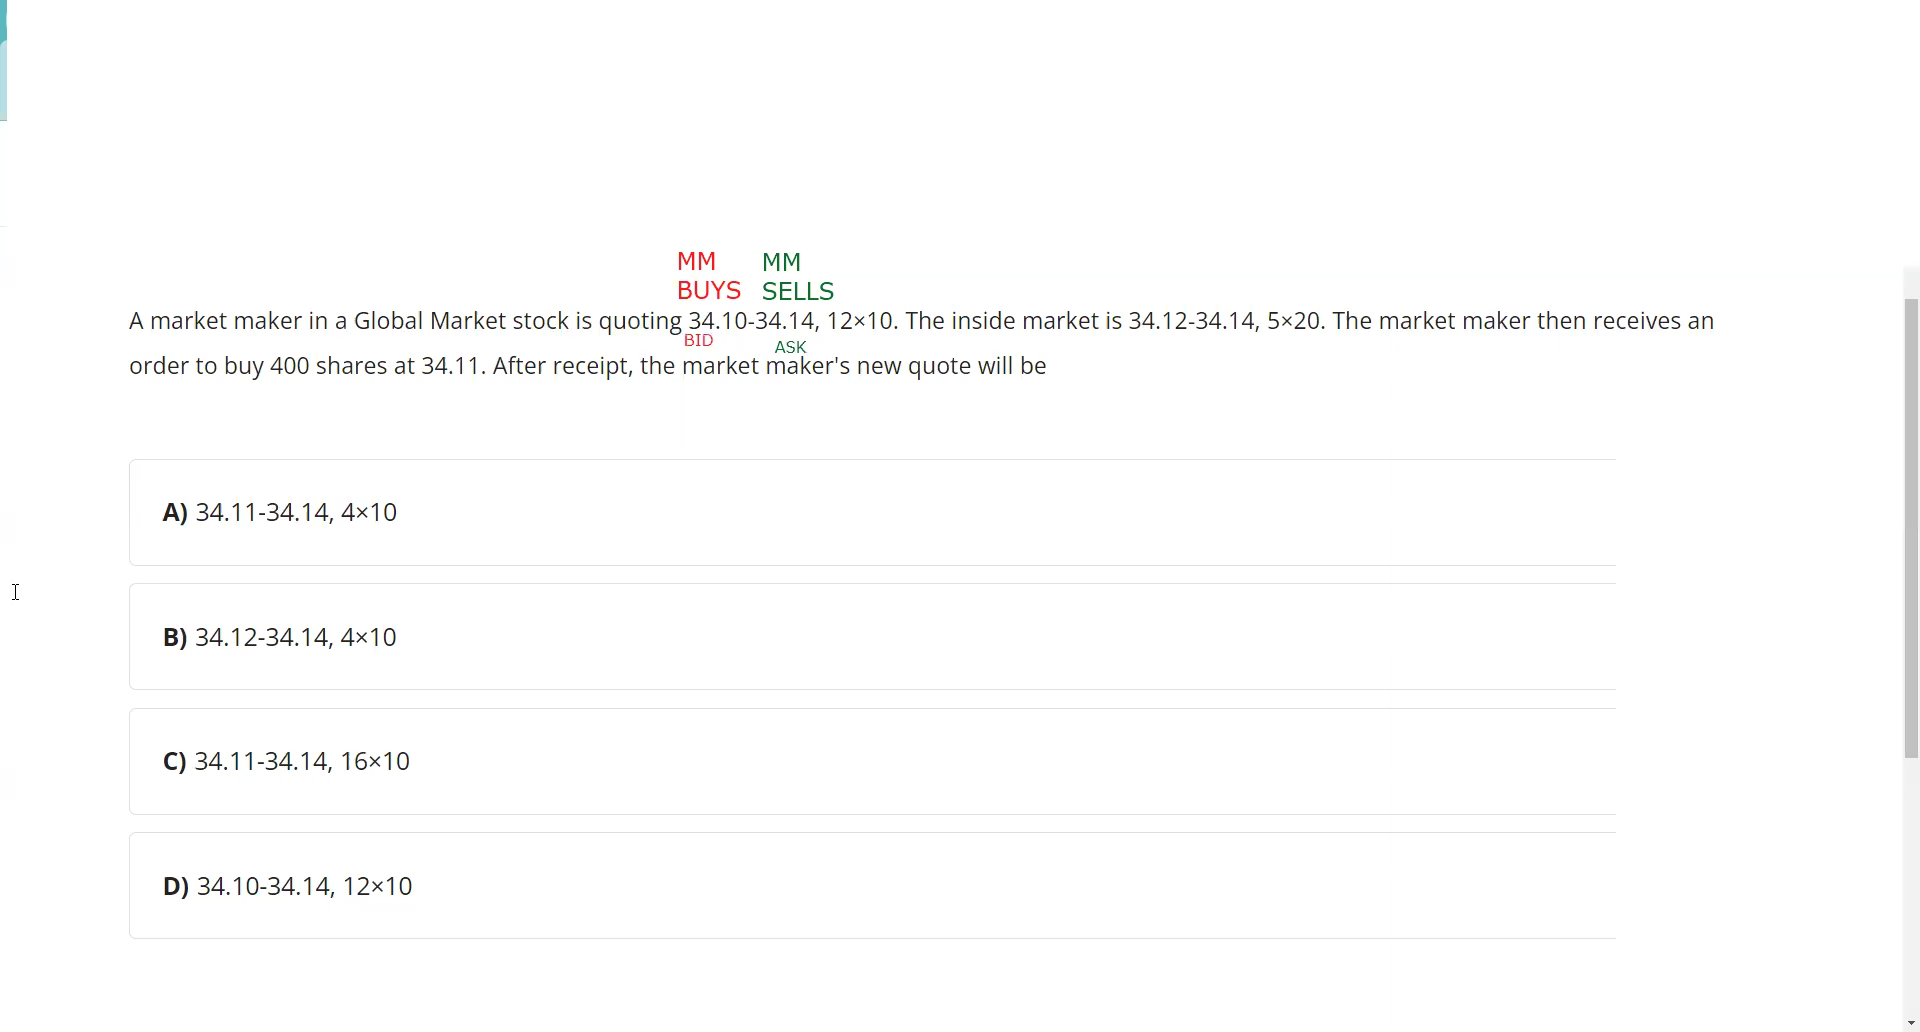 MM MM
BUYS SELLS
A market maker in a Global Market stock is quoting 34.10-34.14, 12×10. The inside market is 34.12-34.14, 5×20. The market maker then receives an
BID ASK
order to buy 400 shares at 34.11. After receipt, the market maker's new quote will be
A) 34.11-34.14, 4×10
B) 34.12-34.14, 4×10
C) 34.11-34.14, 16×10
D) 34.10-34.14, 12×10